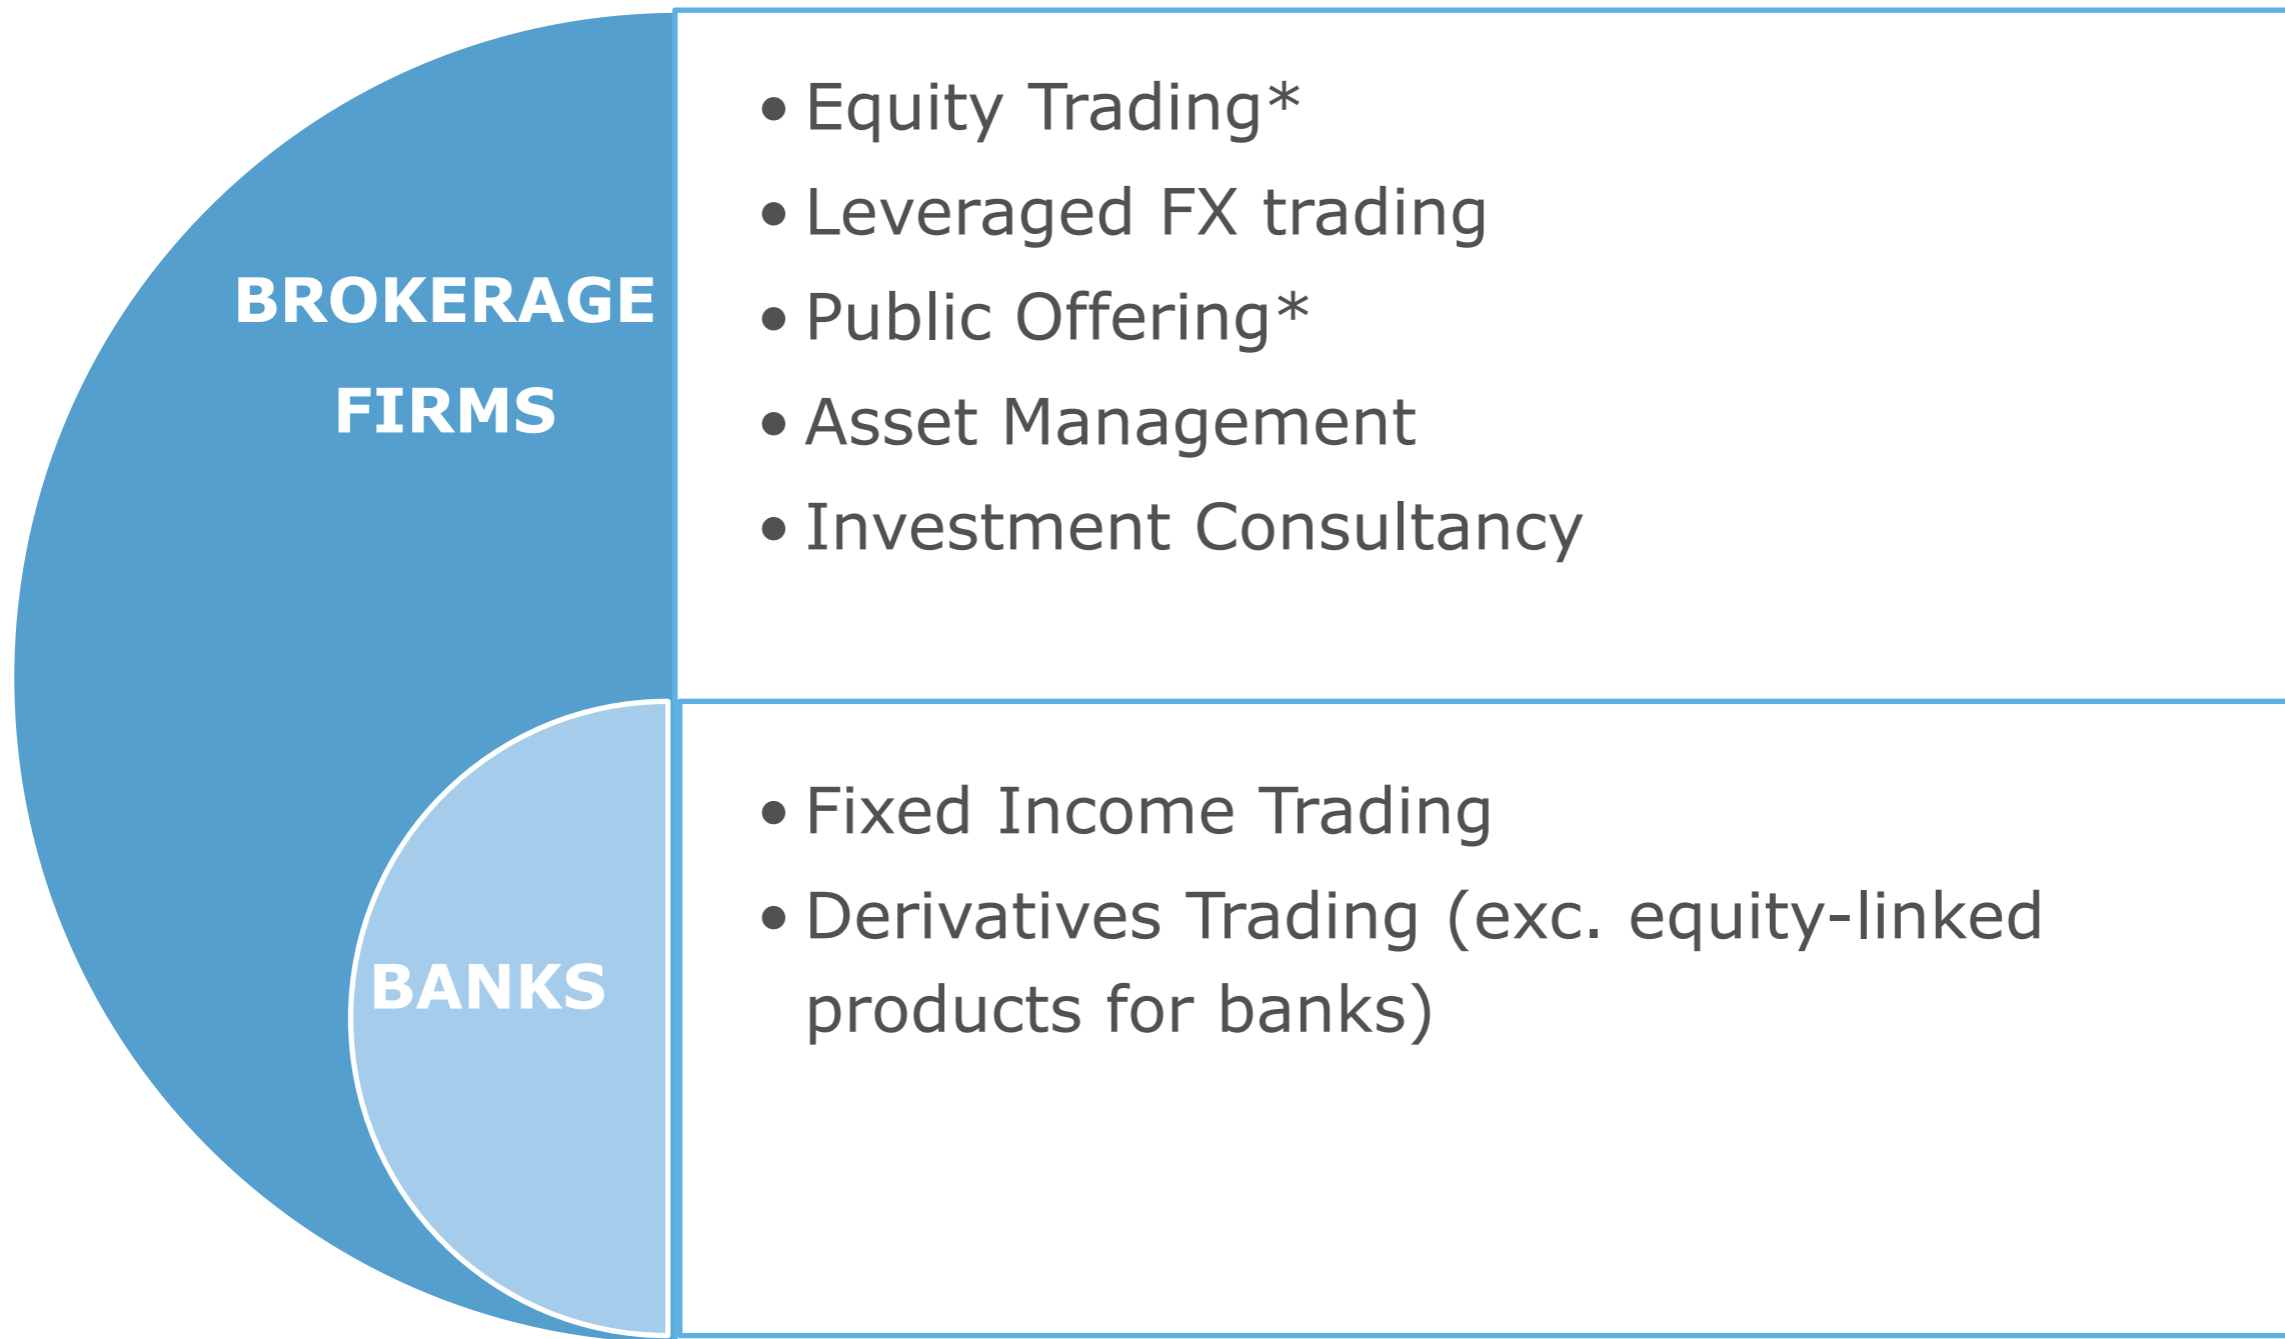 BROKERAGE
FIRMS
• Equity Trading*
• Leveraged FX trading
• Public Offering*
• Asset Management
• Investment Consultancy
BANKS
• Fixed Income Trading
• Derivatives Trading (exc. equity-linked
products for banks)